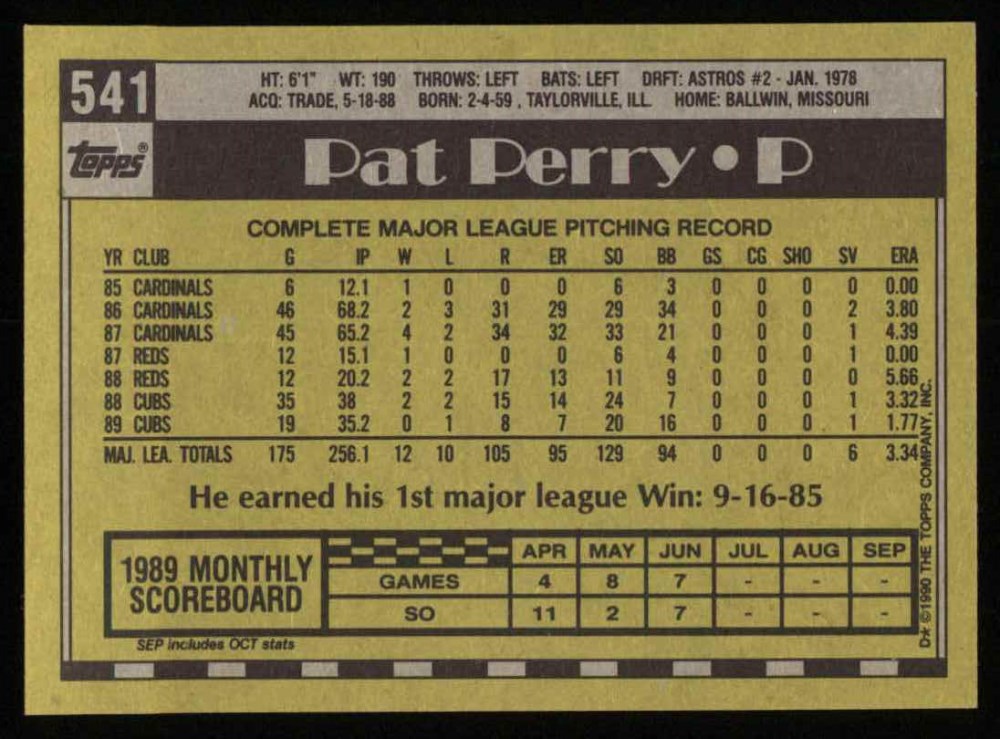 541
HT: 6'1" WT: 190 THROWS: LEFT BATS: LEFT DRFT: ASTROS #2 - JAN. 1978
ACQ: TRADE, 5-18-88 BORN: 2-4-59 , TAYLORVILLE, ILL. HOME: BALLWIN, MISSOURI
Topps®
Pat Perry • P
COMPLETE MAJOR LEAGUE PITCHING RECORD
YR CLUB G IP W L R ER SO BB GS CG SHO SV ERA
85 CARDINALS 6 12.1 1 0 0 0 6 3 0 0 0 0 0.00
86 CARDINALS 46 68.2 2 3 31 29 29 34 0 0 0 2 3.80
87 CARDINALS 45 65.2 4 2 34 32 33 21 0 0 0 1 4.39
87 REDS 12 15.1 1 0 0 0 6 4 0 0 0 1 0.00
88 REDS 12 20.2 2 2 17 13 11 9 0 0 0 0 5.66
88 CUBS 35 38 2 2 15 14 24 7 0 0 0 1 3.32
89 CUBS 19 35.2 0 1 8 7 20 16 0 0 0 1 1.77
MAJ. LEA. TOTALS 175 256.1 12 10 105 95 129 94 0 0 0 6 3.34
He earned his 1st major league Win: 9-16-85
1989 MONTHLY
SCOREBOARD
APR MAY JUN JUL AUG SEP
GAMES 4 8 7 - - -
SO 11 2 7 - - -
SEP includes OCT stats
D* ©1990 THE TOPPS COMPANY, INC.